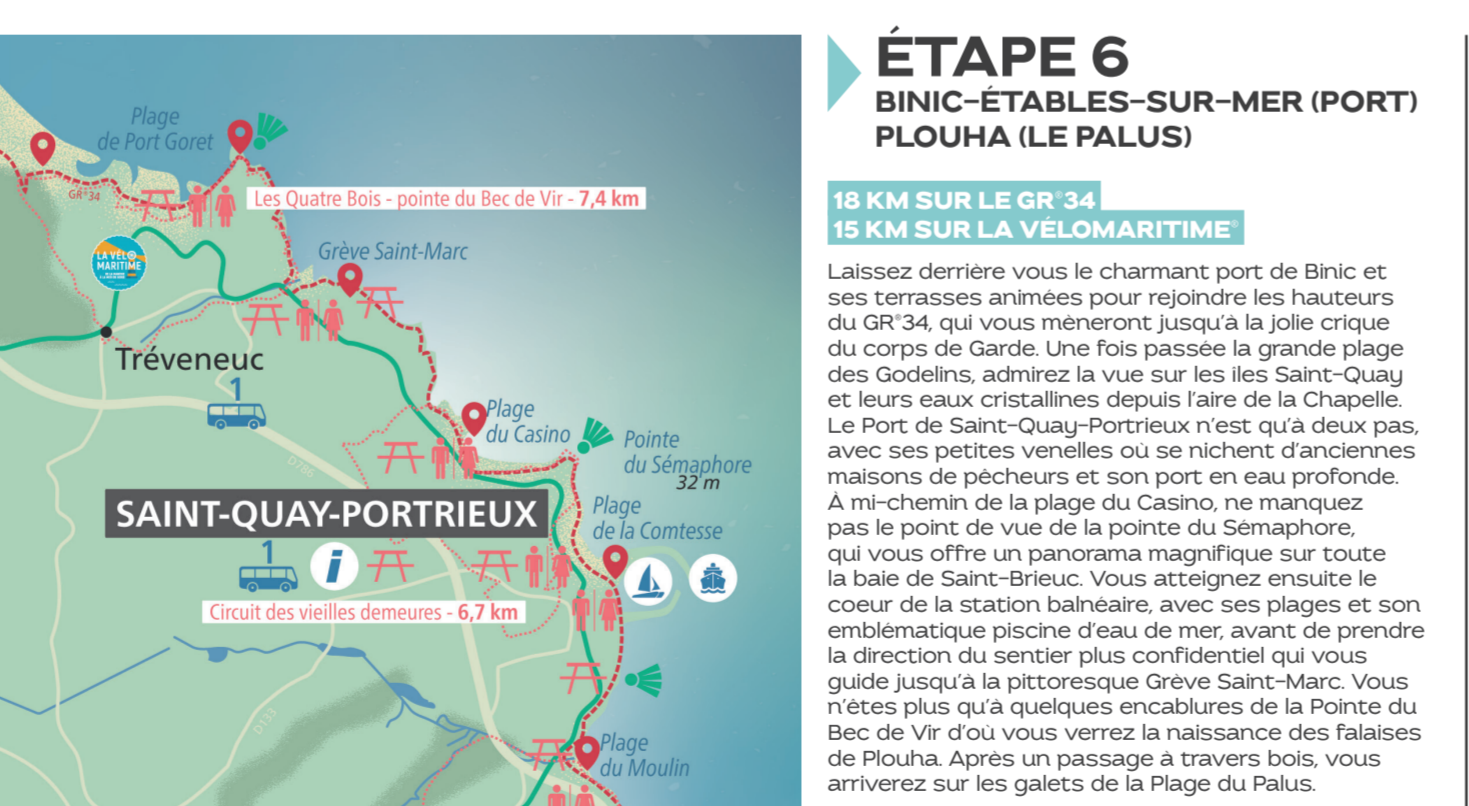 Plage
de Port Goret
GR®34
Les Quatre Bois - pointe du Bec de Vir - 7,4 km
LA VÉLO
MARITIME
Grève Saint-Marc
Tréveneuc
1
Plage
du Casino
Pointe
du Sémaphore
32 m
D786
SAINT-QUAY-PORTRIEUX
Plage
de la Comtesse
1
i
Circuit des vieilles demeures - 6,7 km
D133
Plage
du Moulin
ÉTAPE 6
BINIC-ÉTABLES-SUR-MER (PORT)
PLOUHA (LE PALUS)
18 KM SUR LE GR®34
15 KM SUR LA VÉLOMARITIME®
Laissez derrière vous le charmant port de Binic et
ses terrasses animées pour rejoindre les hauteurs
du GR®34, qui vous mèneront jusqu'à la jolie crique
du corps de Garde. Une fois passée la grande plage
des Godelins, admirez la vue sur les îles Saint-Quay
et leurs eaux cristallines depuis l'aire de la Chapelle.
Le Port de Saint-Quay-Portrieux n'est qu'à deux pas,
avec ses petites venelles où se nichent d'anciennes
maisons de pêcheurs et son port en eau profonde.
À mi-chemin de la plage du Casino, ne manquez
pas le point de vue de la pointe du Sémaphore,
qui vous offre un panorama magnifique sur toute
la baie de Saint-Brieuc. Vous atteignez ensuite le
coeur de la station balnéaire, avec ses plages et son
emblématique piscine d'eau de mer, avant de prendre
la direction du sentier plus confidentiel qui vous
guide jusqu'à la pittoresque Grève Saint-Marc. Vous
n'êtes plus qu'à quelques encablures de la Pointe du
Bec de Vir d'où vous verrez la naissance des falaises
de Plouha. Après un passage à travers bois, vous
arriverez sur les galets de la Plage du Palus.